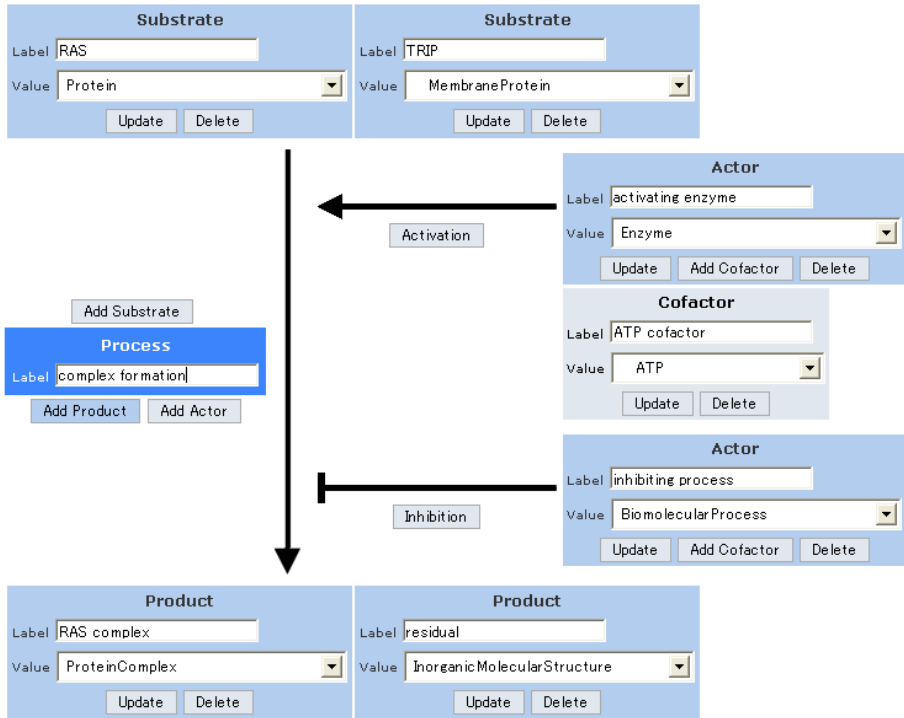 Substrate
Label RAS
Value Protein
Update Delete
Substrate
Label TRIP
Value MembraneProtein
Update Delete
Actor
Label activating enzyme
Value Enzyme
Update Add Cofactor Delete
Activation
Cofactor
Label ATP cofactor
Value ATP
Update Delete
Add Substrate
Process
Label complex formation
Add Product Add Actor
Actor
Label inhibiting process
Value BiomolecularProcess
Update Add Cofactor Delete
Inhibition
Product
Label RAS complex
Value ProteinComplex
Update Delete
Product
Label residual
Value InorganicMolecularStructure
Update Delete